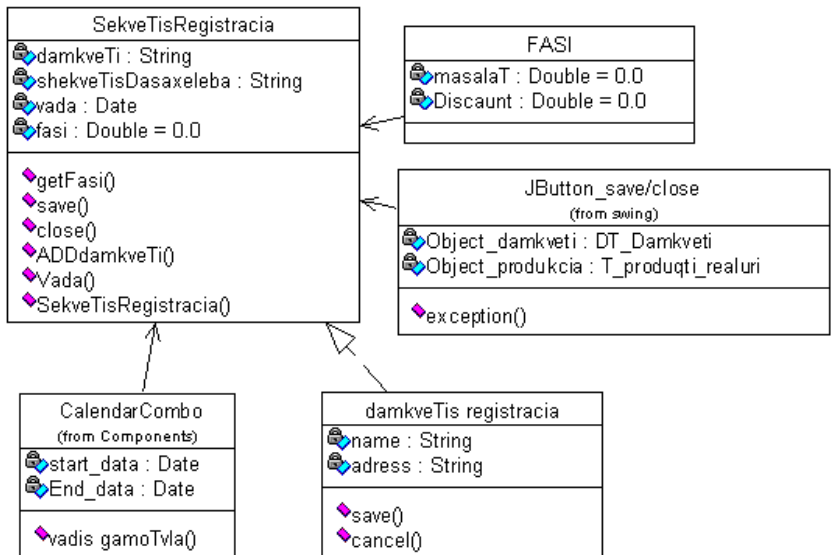 SekveTisRegistracia
damkveTi : String
shekveTisDasaxeleba : String
vada : Date
fasi : Double = 0.0
getFasi()
save()
close()
ADDdamkveTi()
Vada()
SekveTisRegistracia()
FASI
masalaT : Double = 0.0
Discaunt : Double = 0.0
JButton_save/close
(from swing)
Object_damkveti : DT_Damkveti
Object_produkcia : T_produqti_realuri
exception()
CalendarCombo
(from Components)
start_data : Date
End_data : Date
vadis gamoTvla()
damkveTis registracia
name : String
adress : String
save()
cancel()